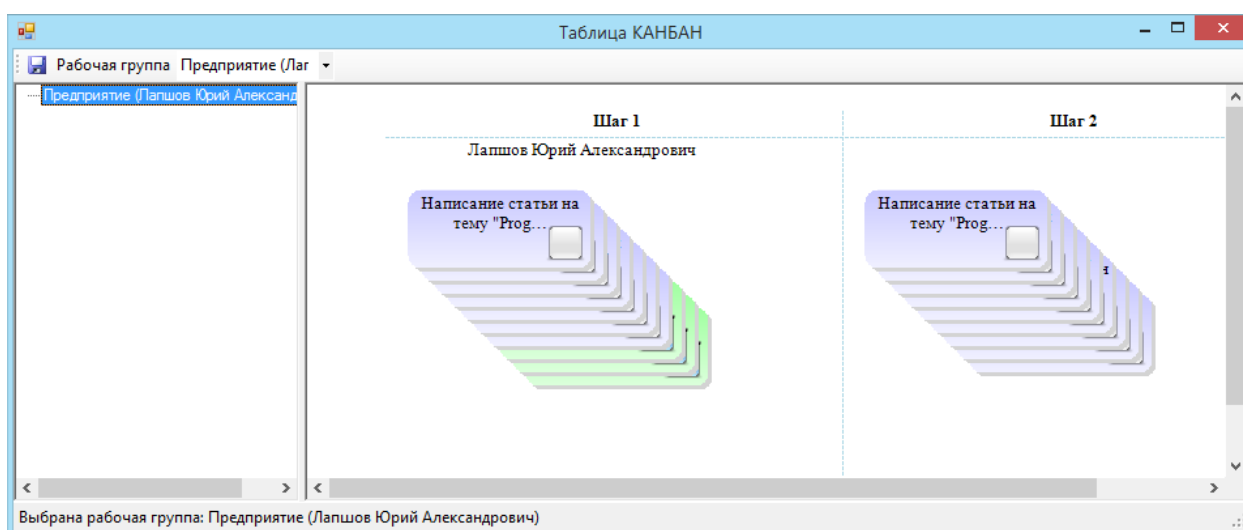 Таблица КАНБАН
Рабочая группа Предприятие (Лаг
Предприятие (Лапшов Юрий Александ
Шаг 1
Шаг 2
Лапшов Юрий Александрович
Написание статьи на
тему "Prog...
Написание статьи на
тему "Prog...
я
Выбрана рабочая группа: Предприятие (Лапшов Юрий Александрович)